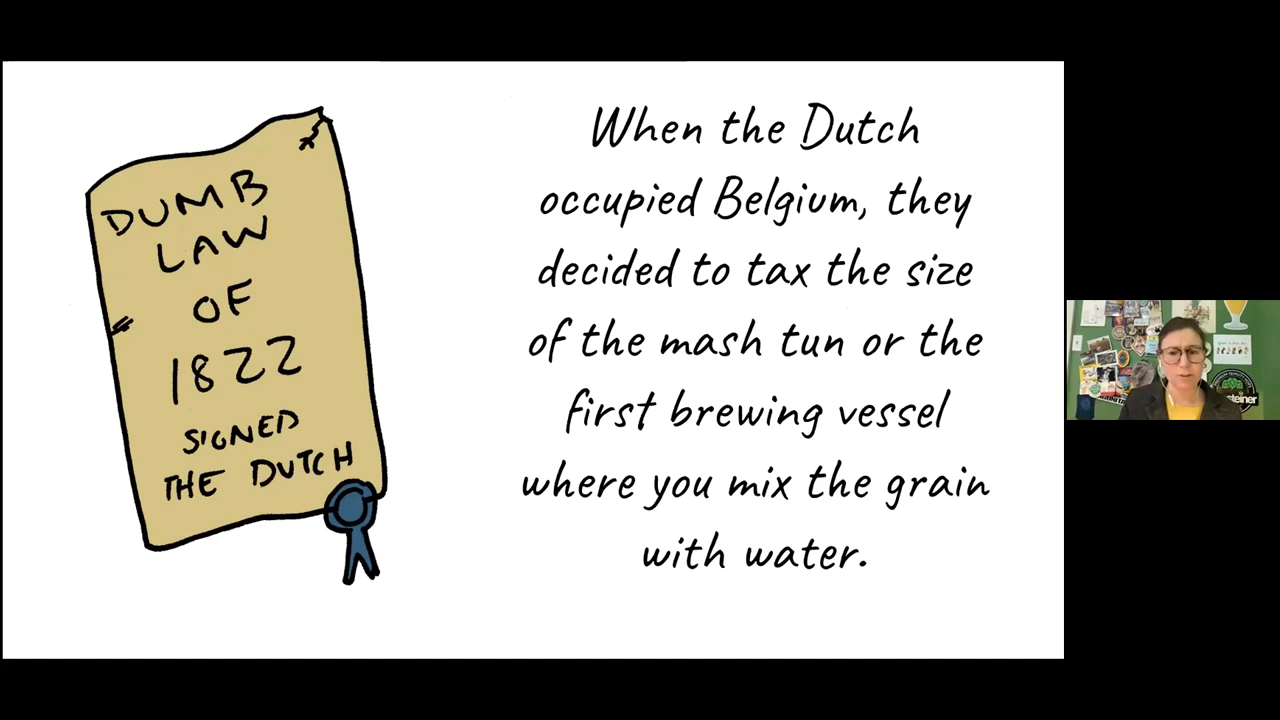 DUMB
LAW
OF
1822
SIGNED
THE DUTCH
When the Dutch
occupied Belgium, they
decided to tax the size
of the mash tun or the
first brewing vessel
where you mix the grain
with water.
steiner